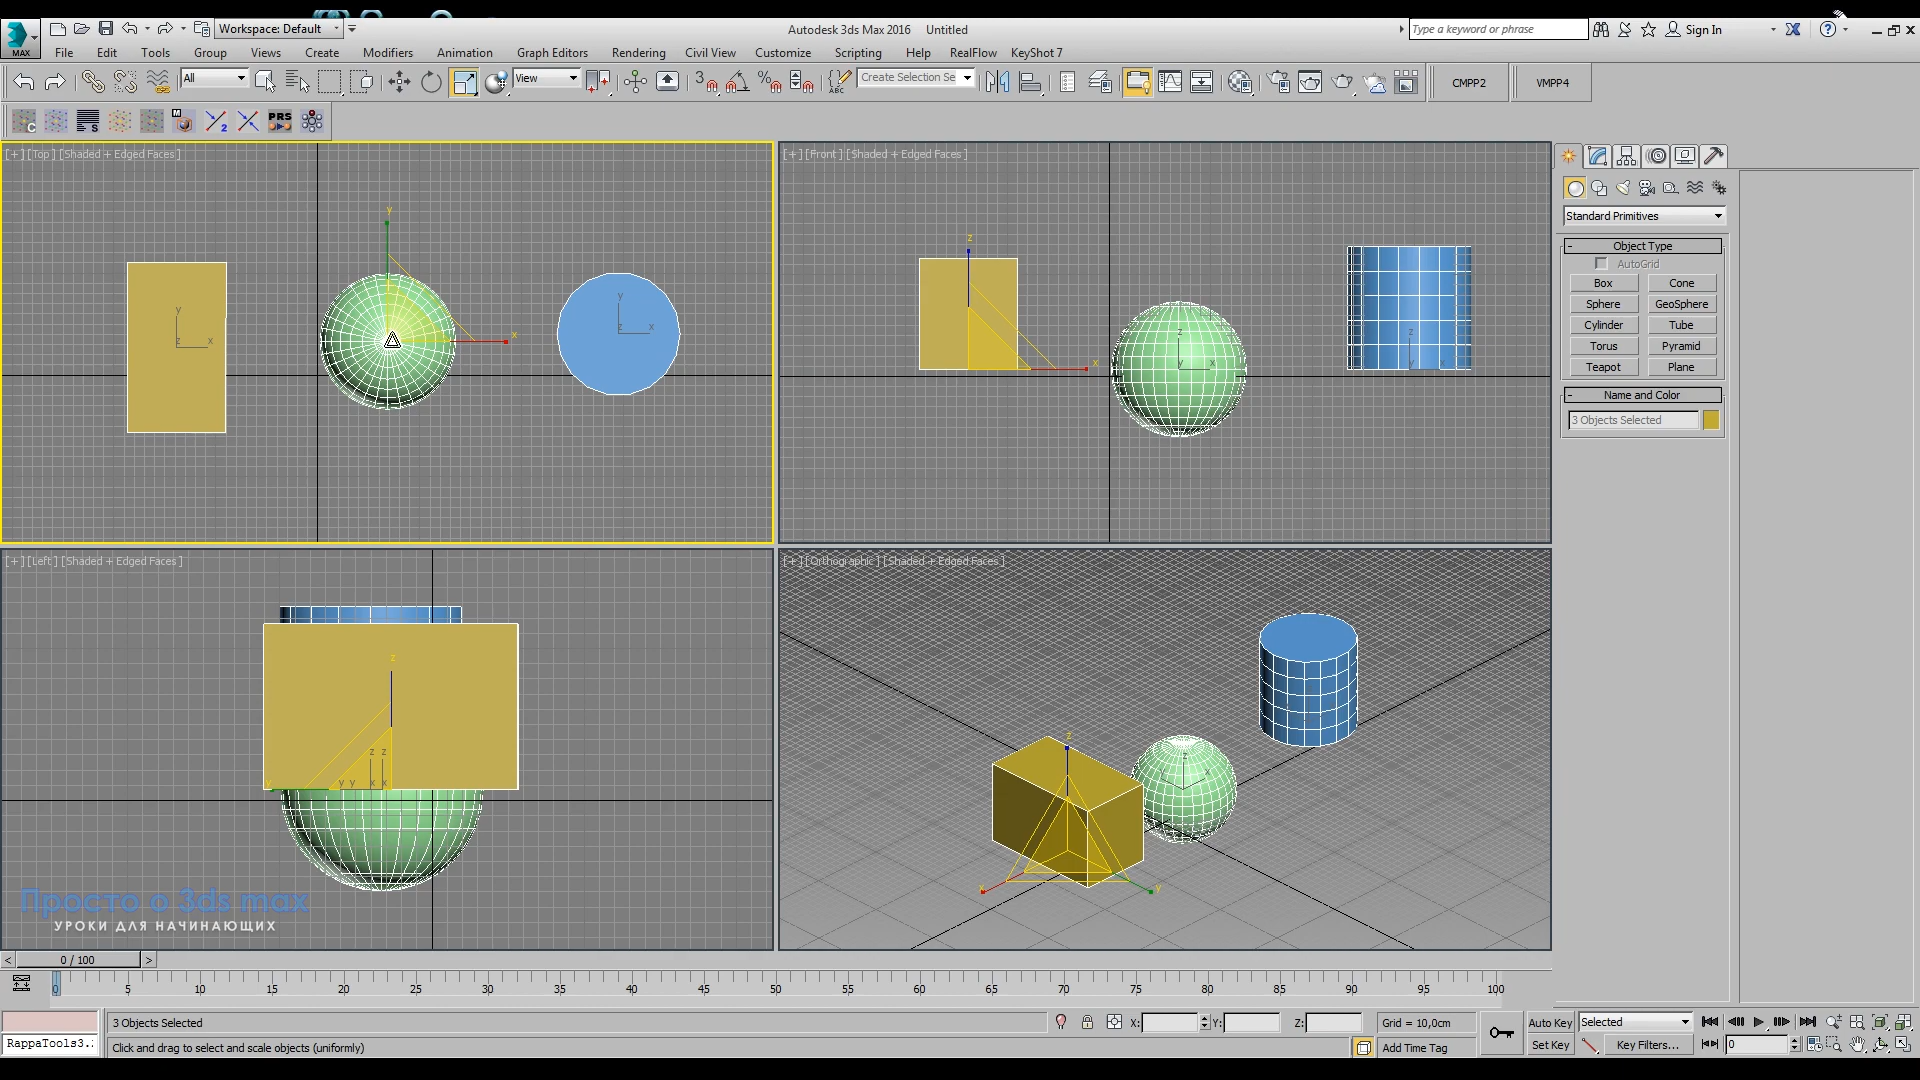 Workspace: Default
Autodesk 3ds Max 2016 Untitled
Type a keyword or phrase
Sign In
MAX
File Edit Tools Group Views Create Modifiers Animation Graph Editors Rendering Civil View Customize Scripting Help RealFlow KeyShot 7
All
View
Create Selection Se
CMPP2
VMPP4
PRS
[+] [Top] [Shaded + Edged Faces]
[+] [Front] [Shaded + Edged Faces]
Standard Primitives
- Object Type
AutoGrid
Box Cone
Sphere GeoSphere
Cylinder Tube
Torus Pyramid
Teapot Plane
- Name and Color
3 Objects Selected
[+] [Left] [Shaded + Edged Faces]
[+] [Orthographic] [Shaded + Edged Faces]
Просто о 3ds max
УРОКИ ДЛЯ НАЧИНАЮЩИХ
< 0 / 100 >
0 5 10 15 20 25 30 35 40 45 50 55 60 65 70 75 80 85 90 95 100
3 Objects Selected
X: Y: Z:
Grid = 10,0cm
Auto Key
Selected
RappaTools3.
Click and drag to select and scale objects (uniformly)
Add Time Tag
Set Key
Key Filters...
0